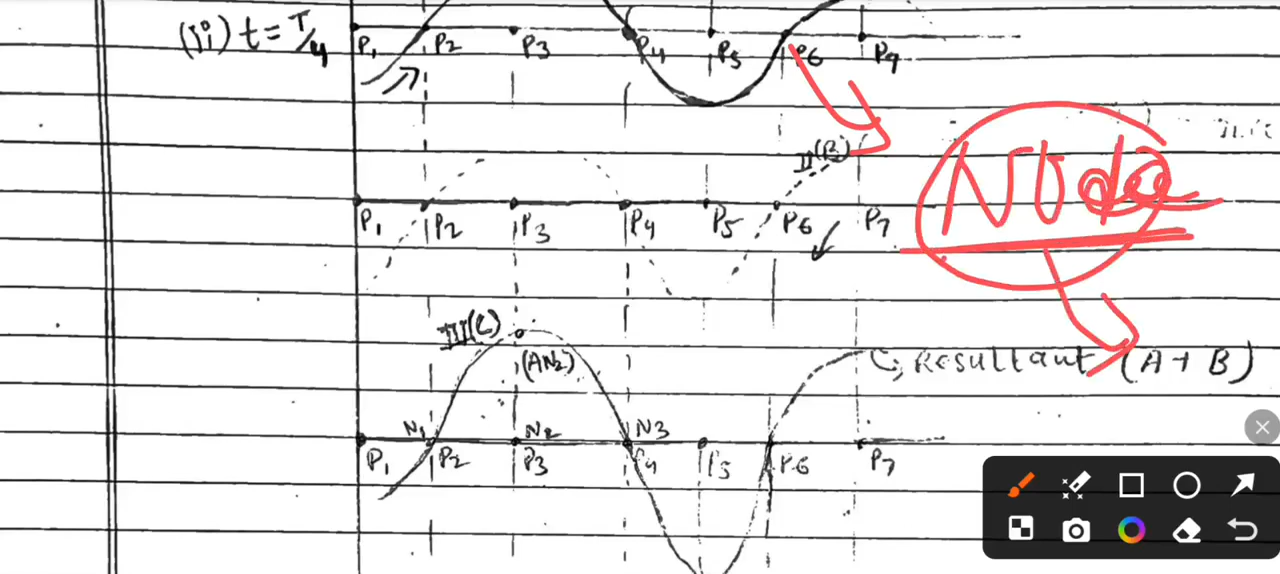 (ii) t = T/4
P1 P2 P3 P4 P5 P6 P9
II(B)
Node
P1 P2 P3 P4 P5 P6 P7
III(C)
(AN2)
C, Resultant (A + B)
N1 N2 N3
P1 P2 P3 P4 P5 P6 P7